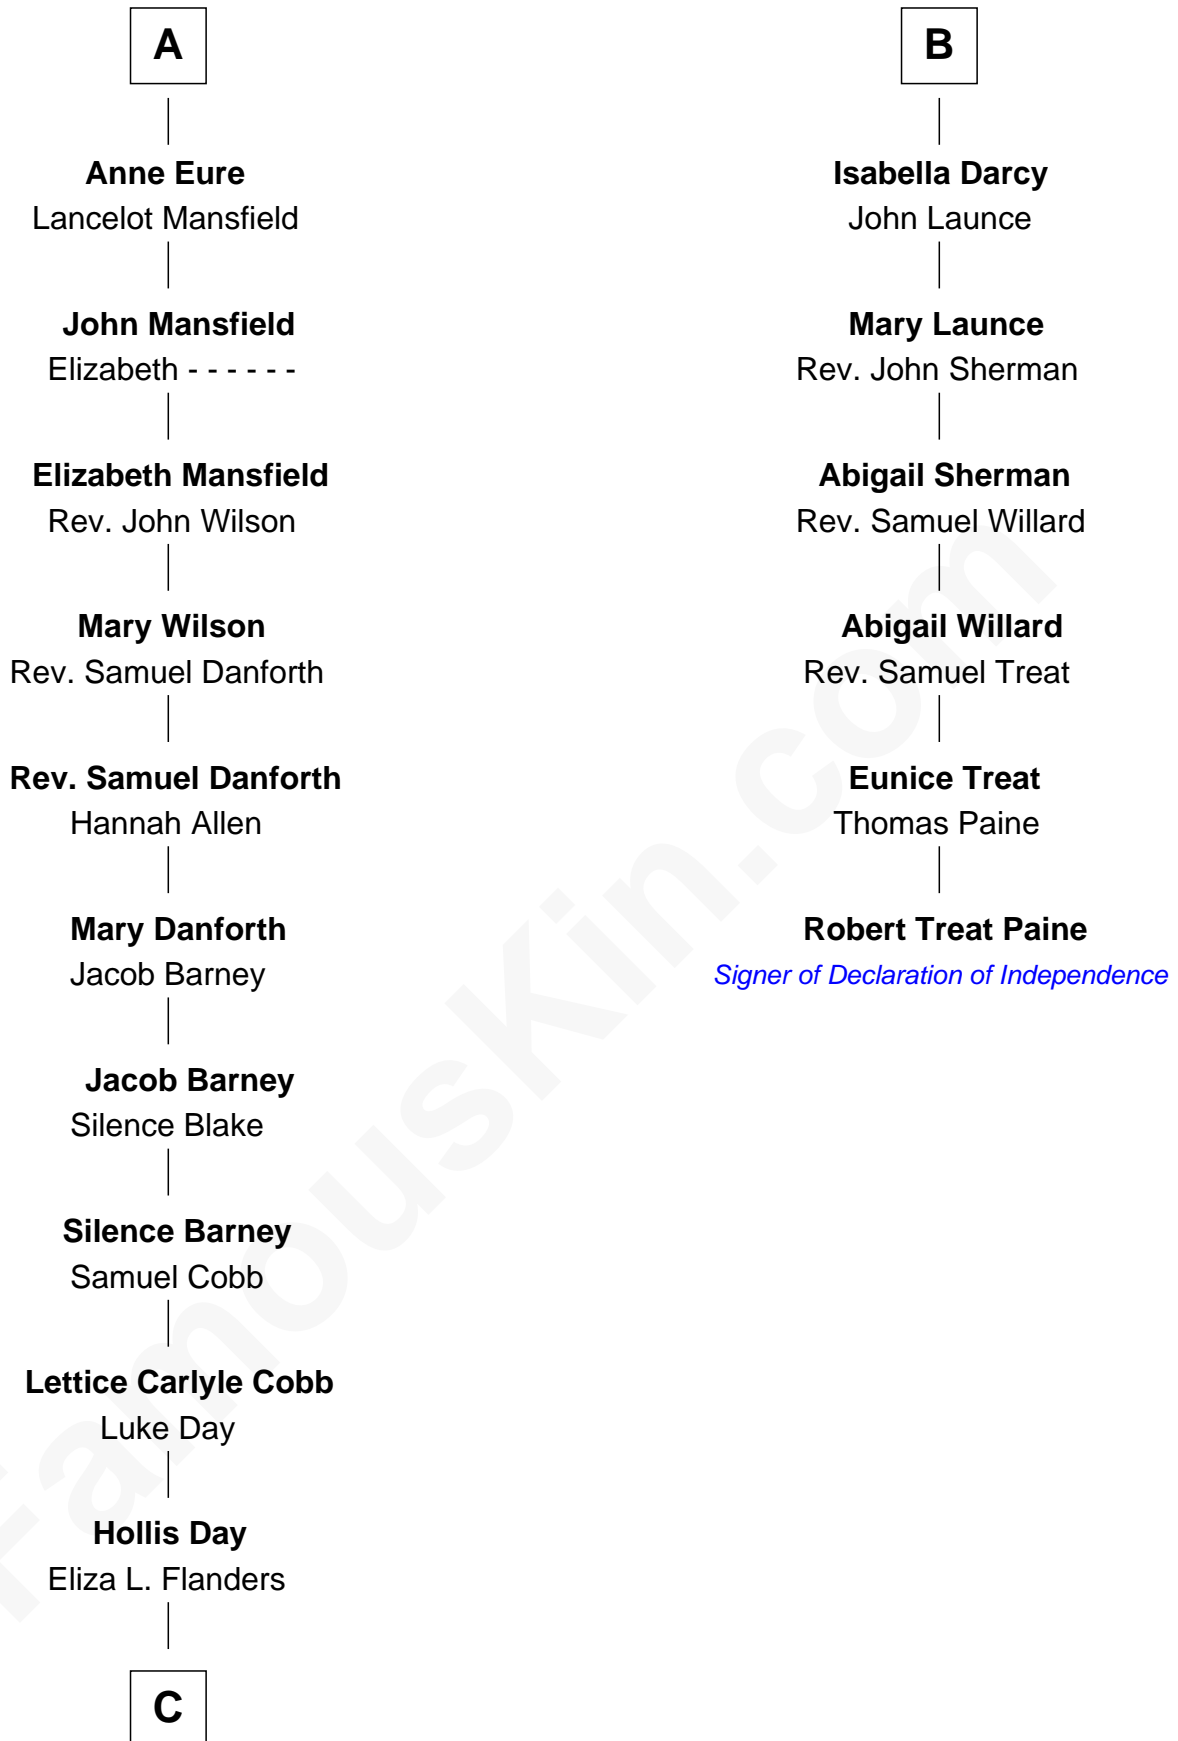 A
Anne Eure
Lancelot Mansfield
John Mansfield
Elizabeth - - - - - -
Elizabeth Mansfield
Rev. John Wilson
Mary Wilson
Rev. Samuel Danforth
Rev. Samuel Danforth
Hannah Allen
Mary Danforth
Jacob Barney
Jacob Barney
Silence Blake
Silence Barney
Samuel Cobb
Lettice Carlyle Cobb
Luke Day
Hollis Day
Eliza L. Flanders
C
B
Isabella Darcy
John Launce
Mary Launce
Rev. John Sherman
Abigail Sherman
Rev. Samuel Willard
Abigail Willard
Rev. Samuel Treat
Eunice Treat
Thomas Paine
Robert Treat Paine
Signer of Declaration of Independence
FamousKin.com